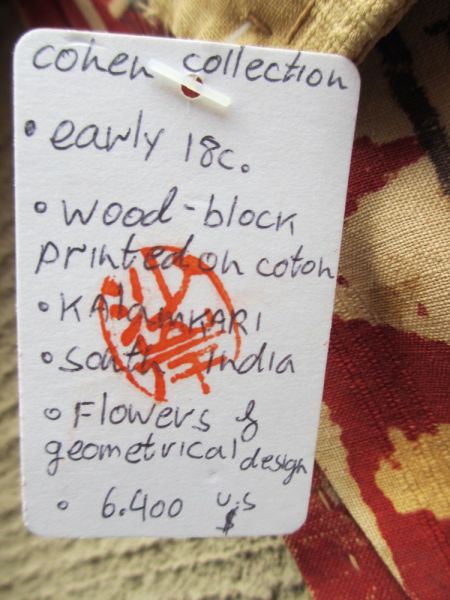 cohen collection
• early 18c.
• wood-block
printed on coton
• KAlamKARI
• south India
• Flowers &
geometrical design
• 6.400 u.s
$